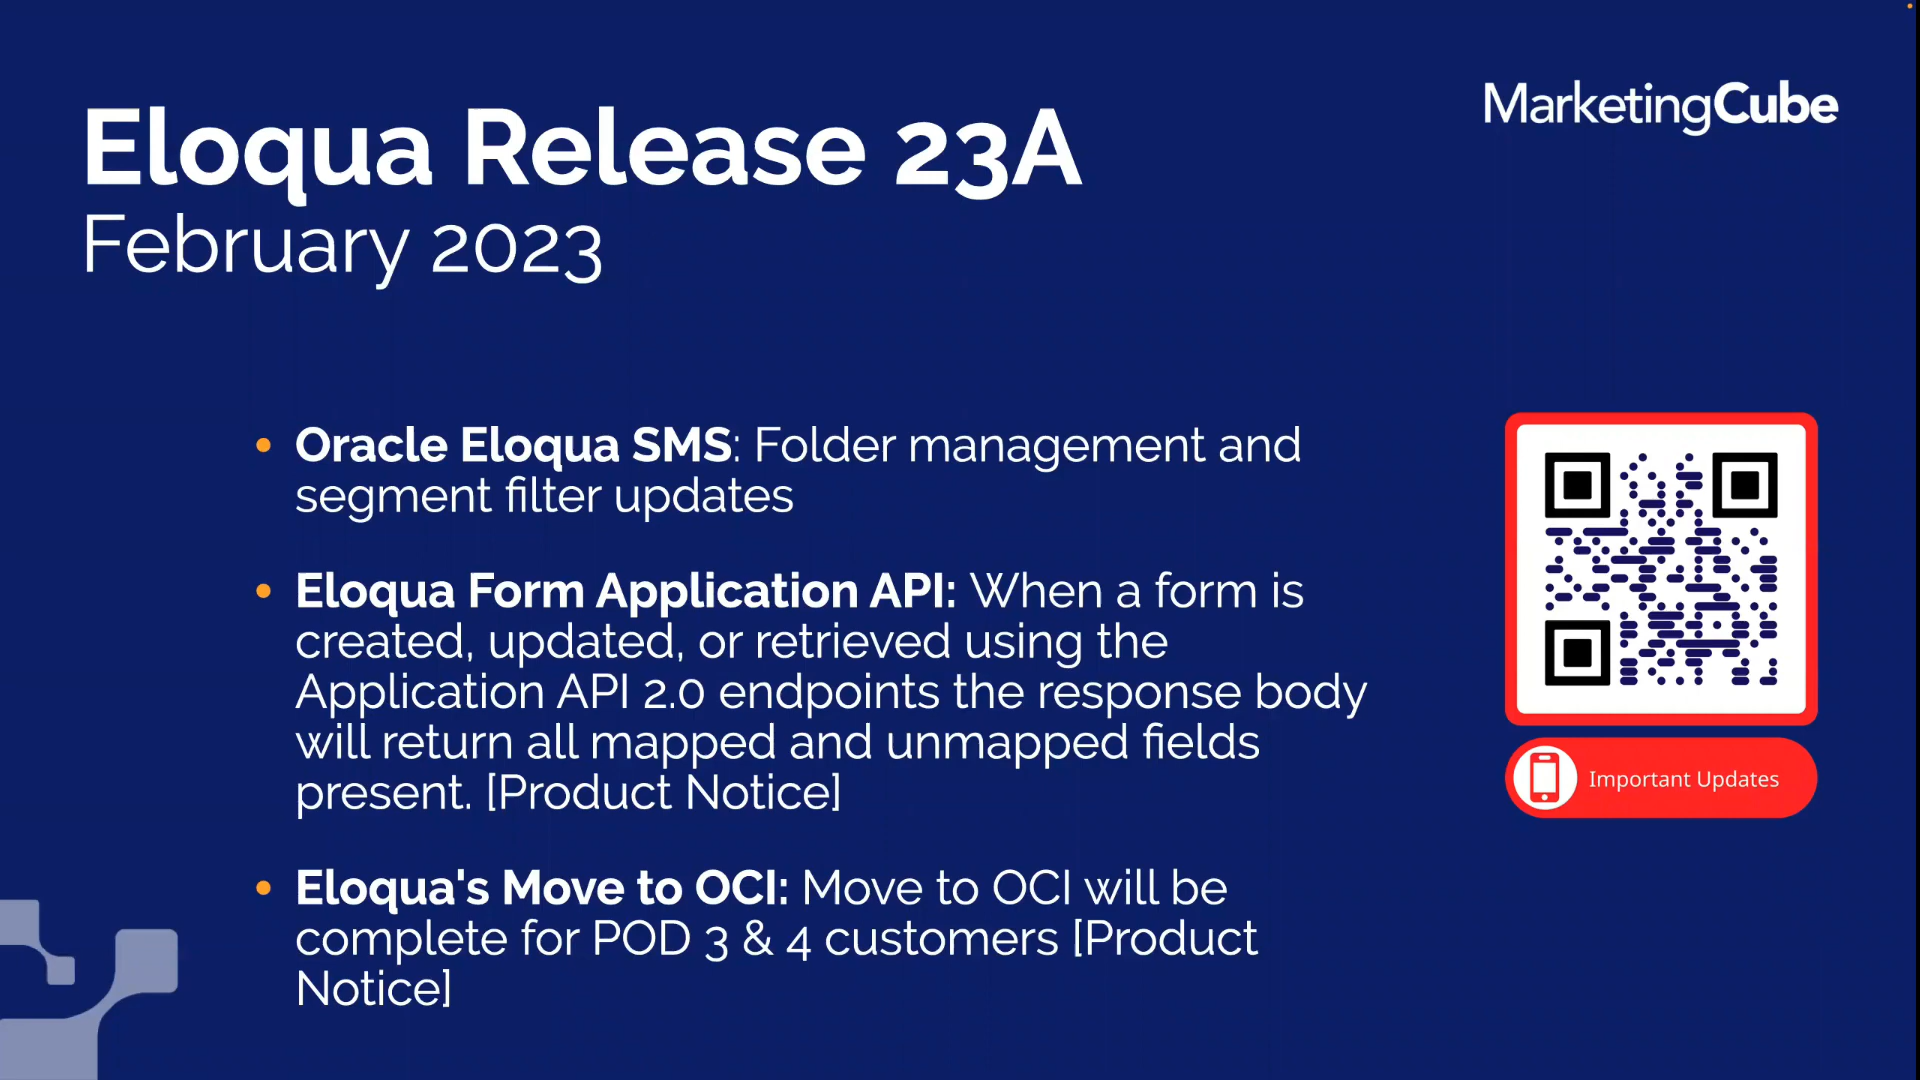 MarketingCube
Eloqua Release 23A
February 2023
• Oracle Eloqua SMS: Folder management and
segment filter updates
• Eloqua Form Application API: When a form is
created, updated, or retrieved using the
Application API 2.0 endpoints the response body
will return all mapped and unmapped fields
present. [Product Notice]
• Eloqua's Move to OCI: Move to OCI will be
complete for POD 3 & 4 customers [Product
Notice]
Important Updates